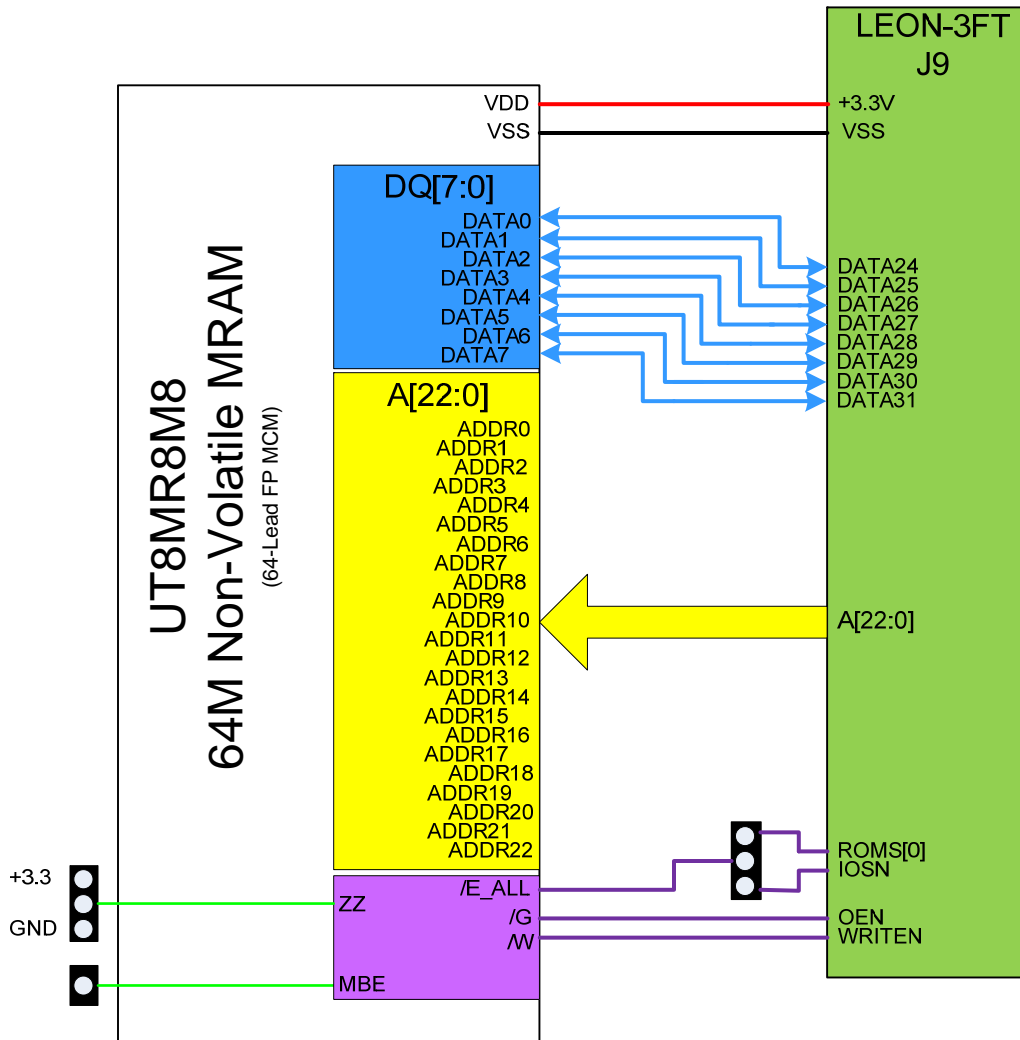 LEON-3FT
J9
VDD
+3.3V
VSS
VSS
DQ[7:0]
DATA0
DATA1
DATA2
DATA3
DATA4
DATA5
DATA6
DATA7
DATA24
DATA25
DATA26
DATA27
DATA28
DATA29
DATA30
DATA31
UT8MR8M8
64M Non-Volatile MRAM
(64-Lead FP MCM)
A[22:0]
ADDR0
ADDR1
ADDR2
ADDR3
ADDR4
ADDR5
ADDR6
ADDR7
ADDR8
ADDR9
ADDR10
ADDR11
ADDR12
ADDR13
ADDR14
ADDR15
ADDR16
ADDR17
ADDR18
ADDR19
ADDR20
ADDR21
ADDR22
A[22:0]
ROMS[0]
IOSN
OEN
WRITEN
/E_ALL
/G
/W
+3.3
GND
ZZ
MBE